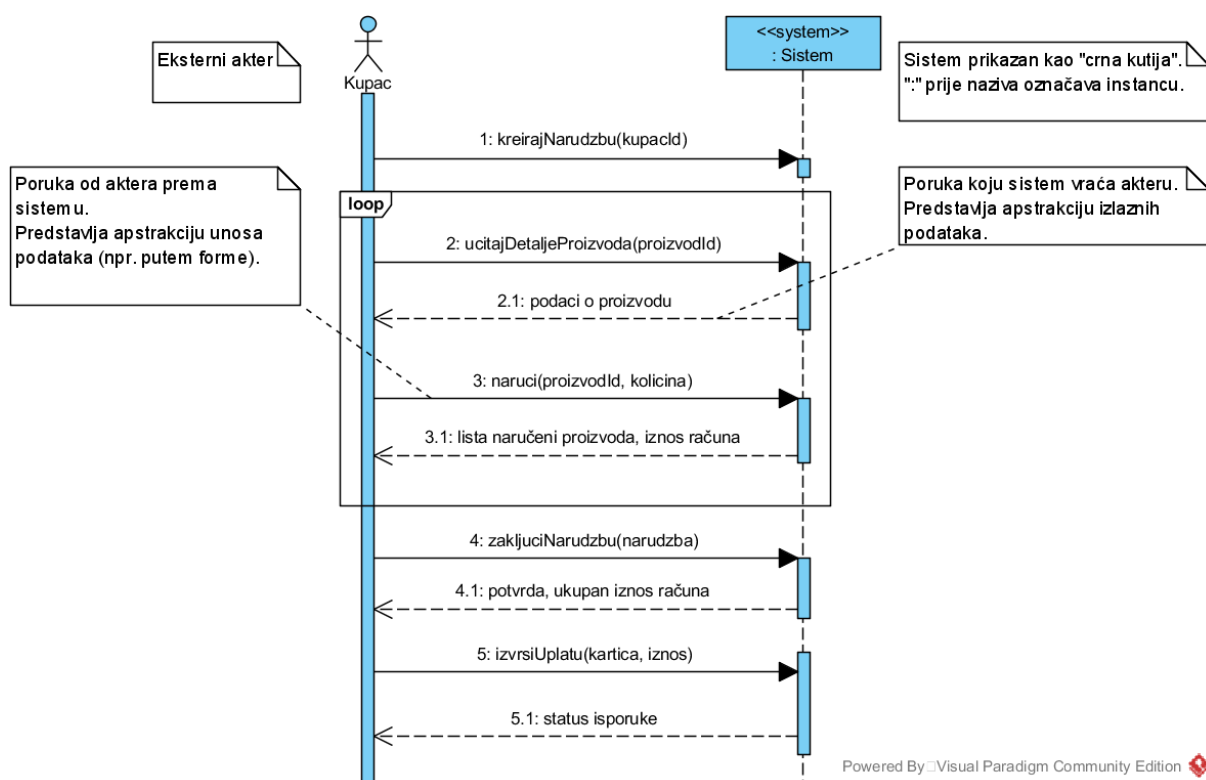 <<system>>
: Sistem
Eksterni akter
Kupac
Sistem prikazan kao "crna kutija".
":" prije naziva označava instancu.
1: kreirajNarudzbu(kupacId)
Poruka od aktera prema
sistemu.
Predstavlja apstrakciju unosa
podataka (npr. putem forme).
Poruka koju sistem vraća akteru.
Predstavlja apstrakciju izlaznih
podataka.
loop
2: ucitajDetaljeProizvoda(proizvodId)
2.1: podaci o proizvodu
3: naruci(proizvodId, kolicina)
3.1: lista naručeni proizvoda, iznos računa
4: zakljuciNarudzbu(narudzba)
4.1: potvrda, ukupan iznos računa
5: izvrsiUplatu(kartica, iznos)
5.1: status isporuke
Powered By Visual Paradigm Community Edition